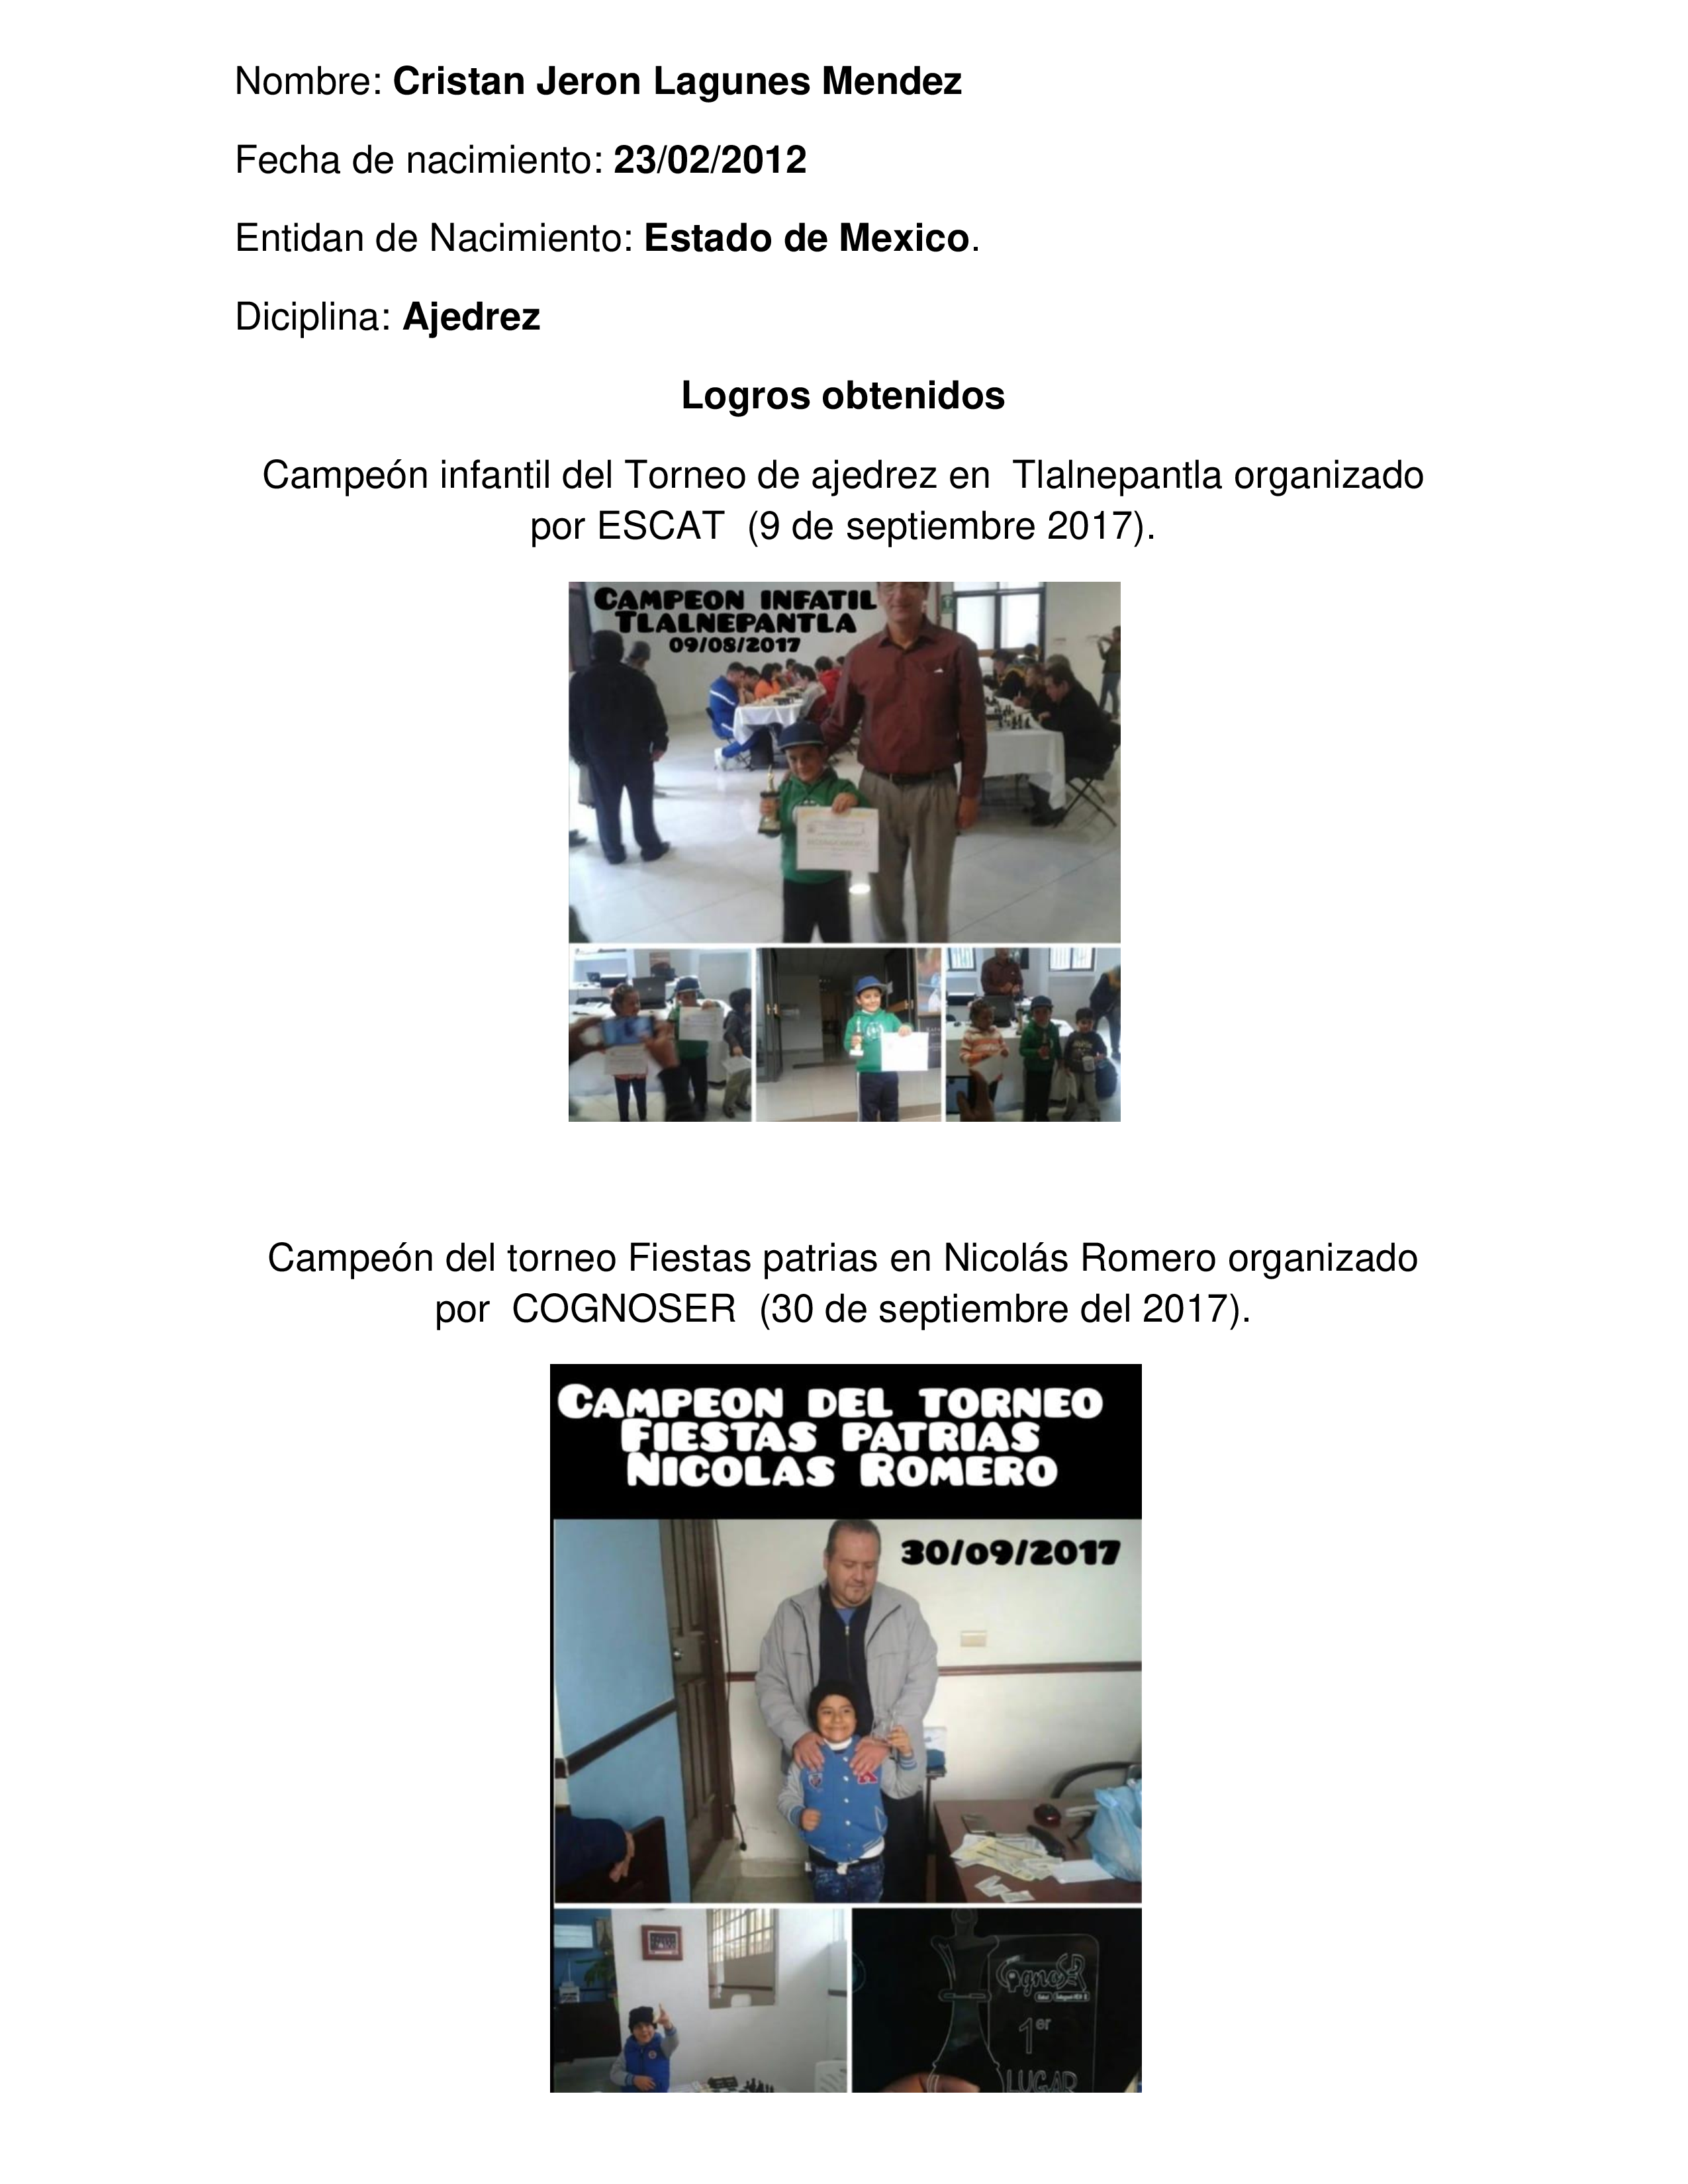 Nombre: Cristan Jeron Lagunes Mendez
Fecha de nacimiento: 23/02/2012
Entidan de Nacimiento: Estado de Mexico.
Diciplina: Ajedrez
Logros obtenidos
Campeón infantil del Torneo de ajedrez en Tlalnepantla organizado
por ESCAT (9 de septiembre 2017).
CAMPEON INFATIL
TLALNEPANTLA
09/08/2017
Campeón del torneo Fiestas patrias en Nicolás Romero organizado
por COGNOSER (30 de septiembre del 2017).
CAMPEON DEL TORNEO
FIESTAS PATRIAS
NICOLAS ROMERO
30/09/2017
1er
LUGAR